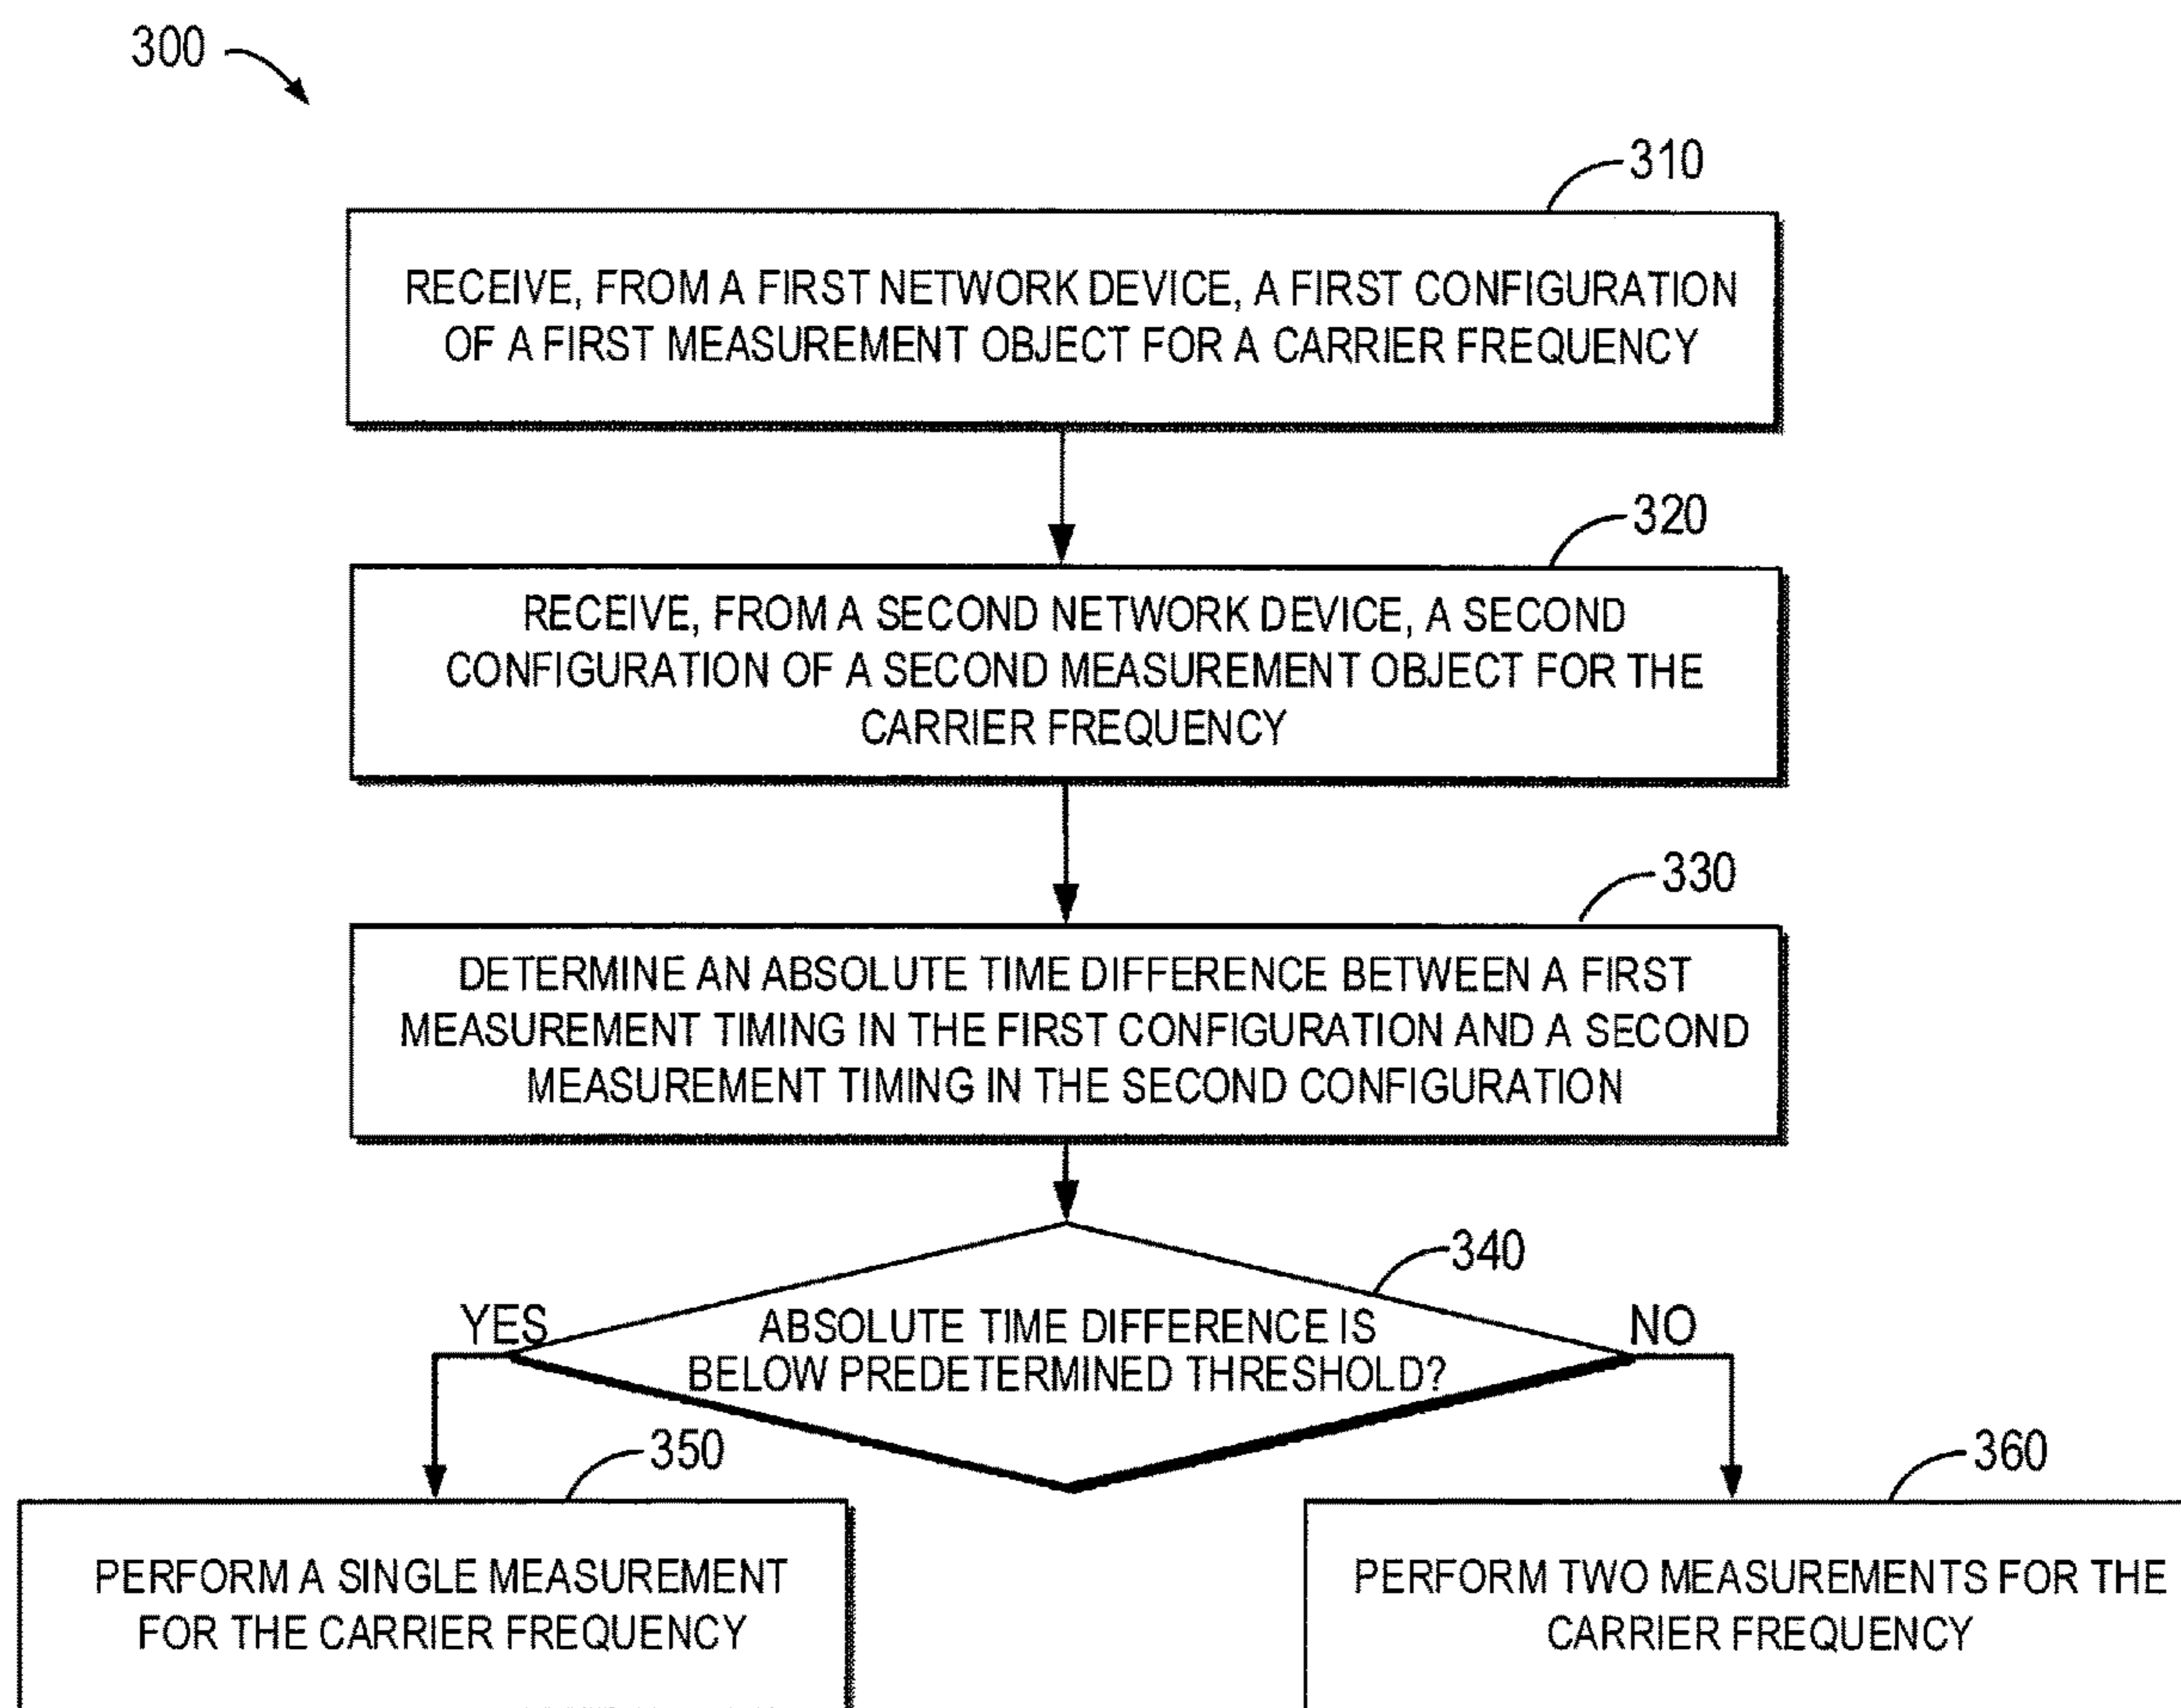 300
310
RECEIVE, FROM A FIRST NETWORK DEVICE, A FIRST CONFIGURATION
OF A FIRST MEASUREMENT OBJECT FOR A CARRIER FREQUENCY
320
RECEIVE, FROM A SECOND NETWORK DEVICE, A SECOND
CONFIGURATION OF A SECOND MEASUREMENT OBJECT FOR THE
CARRIER FREQUENCY
330
DETERMINE AN ABSOLUTE TIME DIFFERENCE BETWEEN A FIRST
MEASUREMENT TIMING IN THE FIRST CONFIGURATION AND A SECOND
MEASUREMENT TIMING IN THE SECOND CONFIGURATION
340
YES
ABSOLUTE TIME DIFFERENCE IS
BELOW PREDETERMINED THRESHOLD?
NO
350
PERFORM A SINGLE MEASUREMENT
FOR THE CARRIER FREQUENCY
360
PERFORM TWO MEASUREMENTS FOR THE
CARRIER FREQUENCY